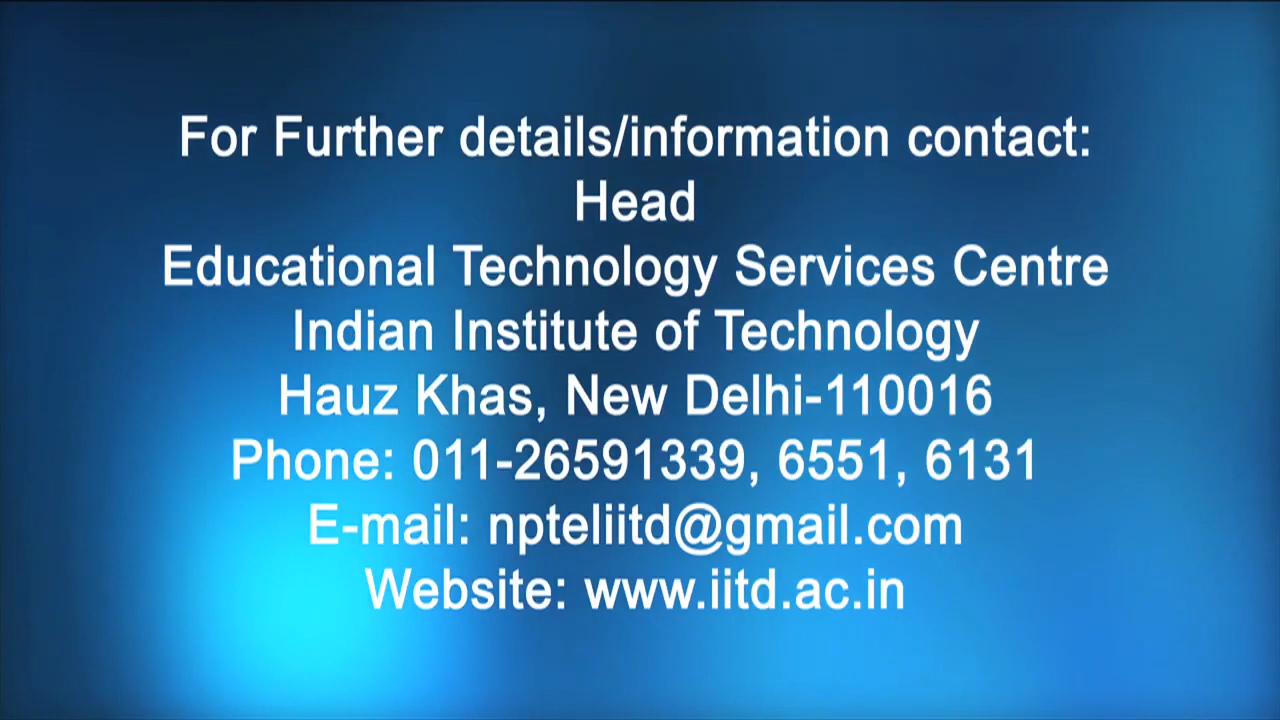 For Further details/information contact:
Head
Educational Technology Services Centre
Indian Institute of Technology
Hauz Khas, New Delhi-110016
Phone: 011-26591339, 6551, 6131
E-mail: npteliitd@gmail.com
Website: www.iitd.ac.in